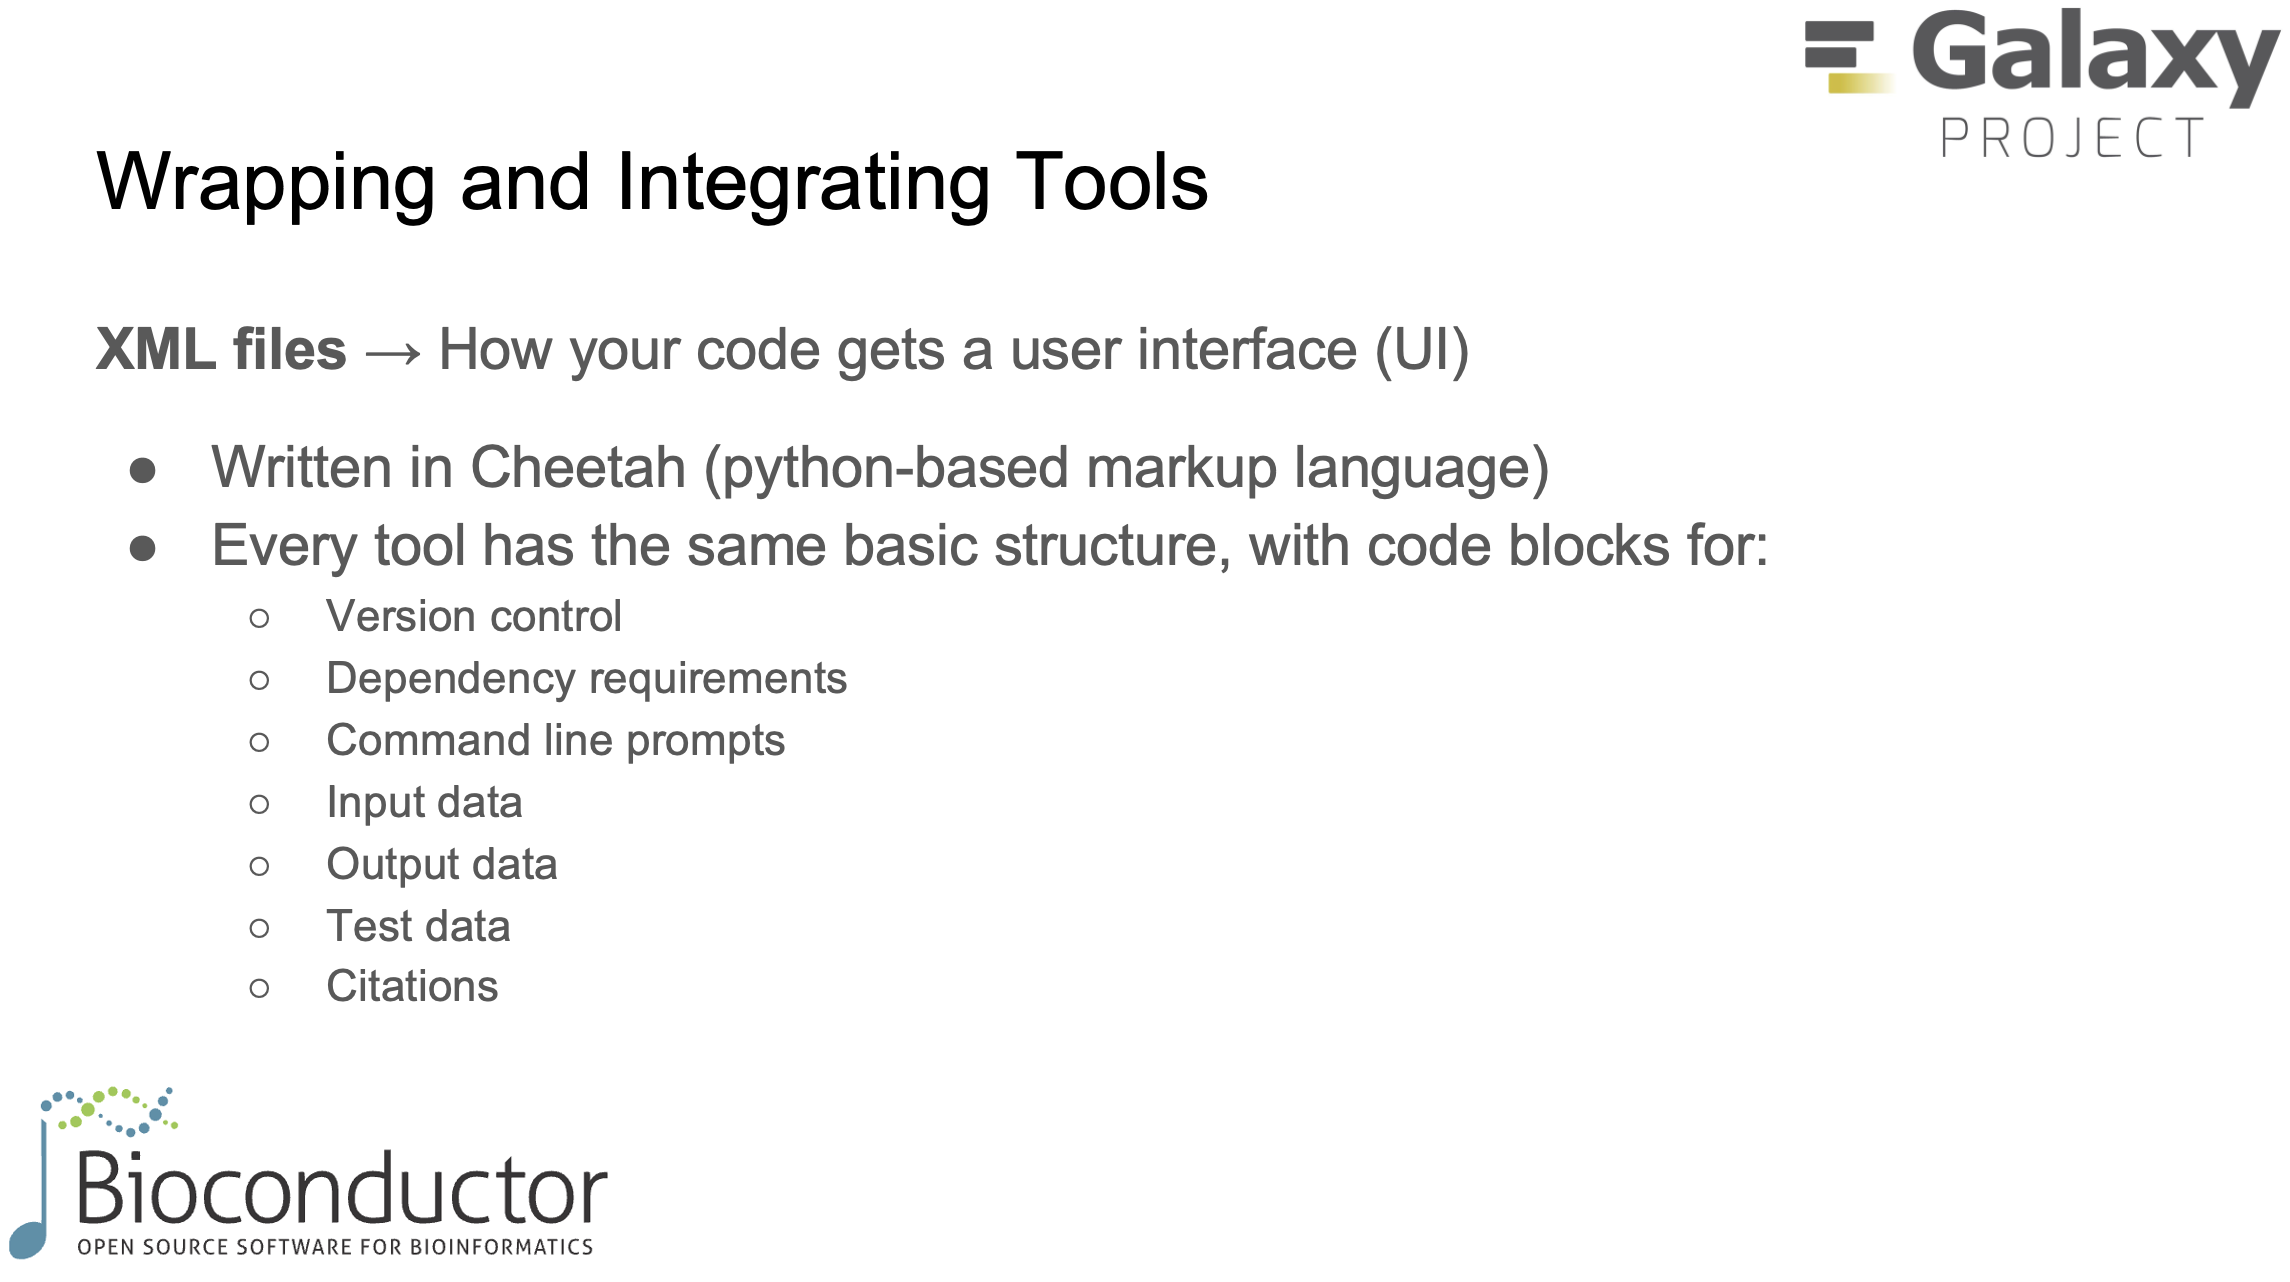 Galaxy
PROJECT
Wrapping and Integrating Tools
XML files → How your code gets a user interface (UI)
● Written in Cheetah (python-based markup language)
● Every tool has the same basic structure, with code blocks for:
○ Version control
○ Dependency requirements
○ Command line prompts
○ Input data
○ Output data
○ Test data
○ Citations
Bioconductor
OPEN SOURCE SOFTWARE FOR BIOINFORMATICS